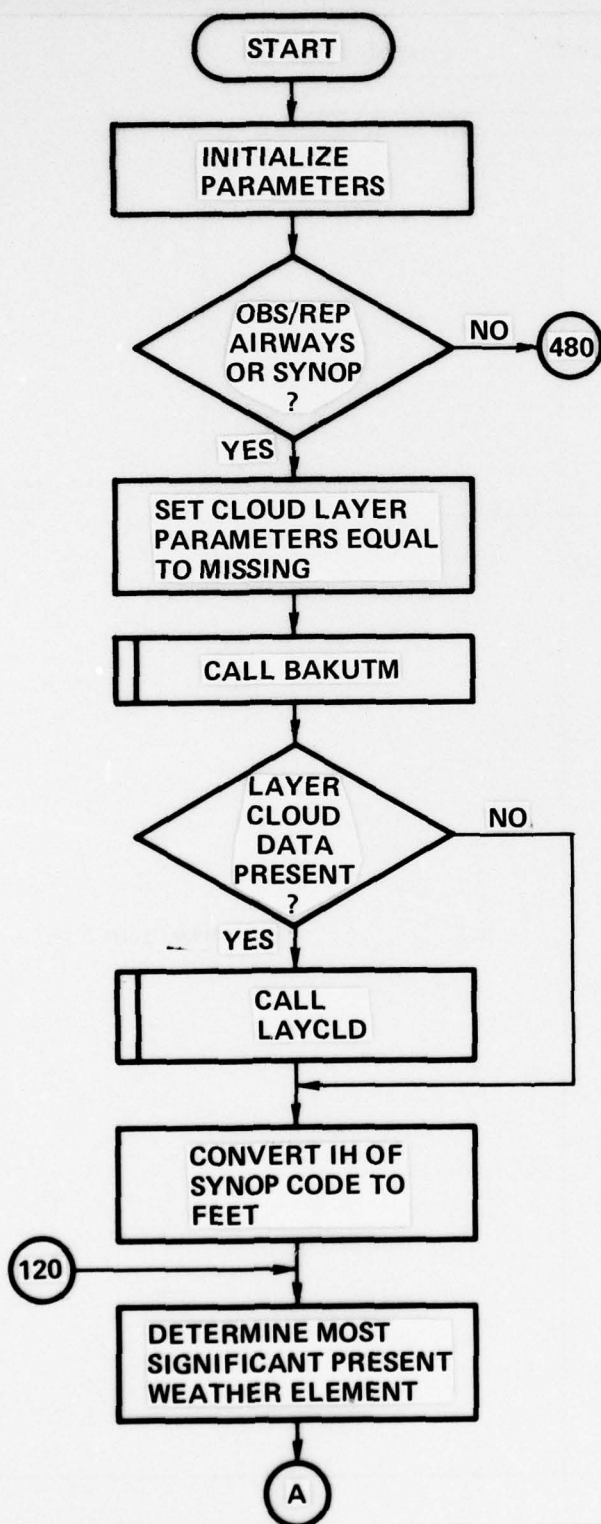 START
INITIALIZE
PARAMETERS
OBS/REP
AIRWAYS
OR SYNOP
?
NO
480
YES
SET CLOUD LAYER
PARAMETERS EQUAL
TO MISSING
CALL BAKUTM
LAYER
CLOUD
DATA
PRESENT
?
NO
YES
CALL
LAYCLD
CONVERT IH OF
SYNOP CODE TO
FEET
120
DETERMINE MOST
SIGNIFICANT PRESENT
WEATHER ELEMENT
A